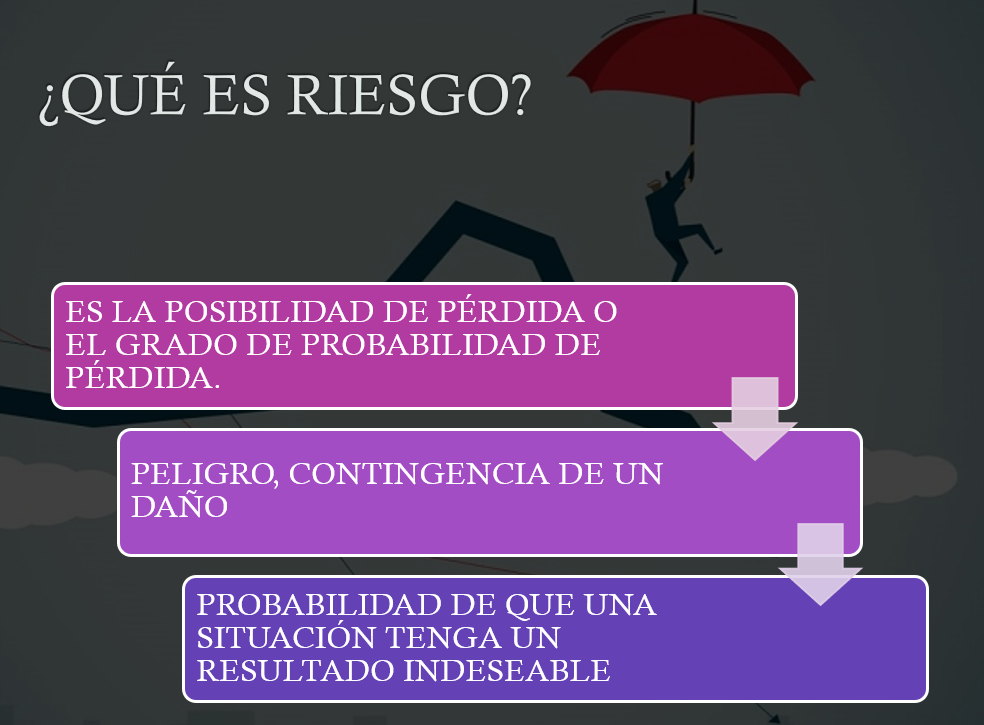 ¿QUÉ ES RIESGO?
ES LA POSIBILIDAD DE PÉRDIDA O
EL GRADO DE PROBABILIDAD DE
PÉRDIDA.
PELIGRO, CONTINGENCIA DE UN
DAÑO
PROBABILIDAD DE QUE UNA
SITUACIÓN TENGA UN
RESULTADO INDESEABLE